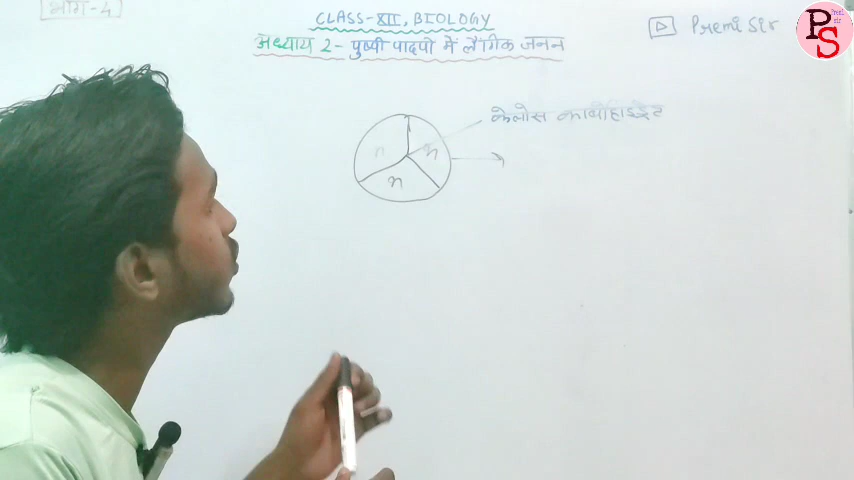 भाग-4
CLASS-XII, BIOLOGY
अध्याय 2- पुष्पी पादपो में लैंगिक जनन
Premi Sir
PS
केलोस कार्बोहाइड्रेट
n
n
n